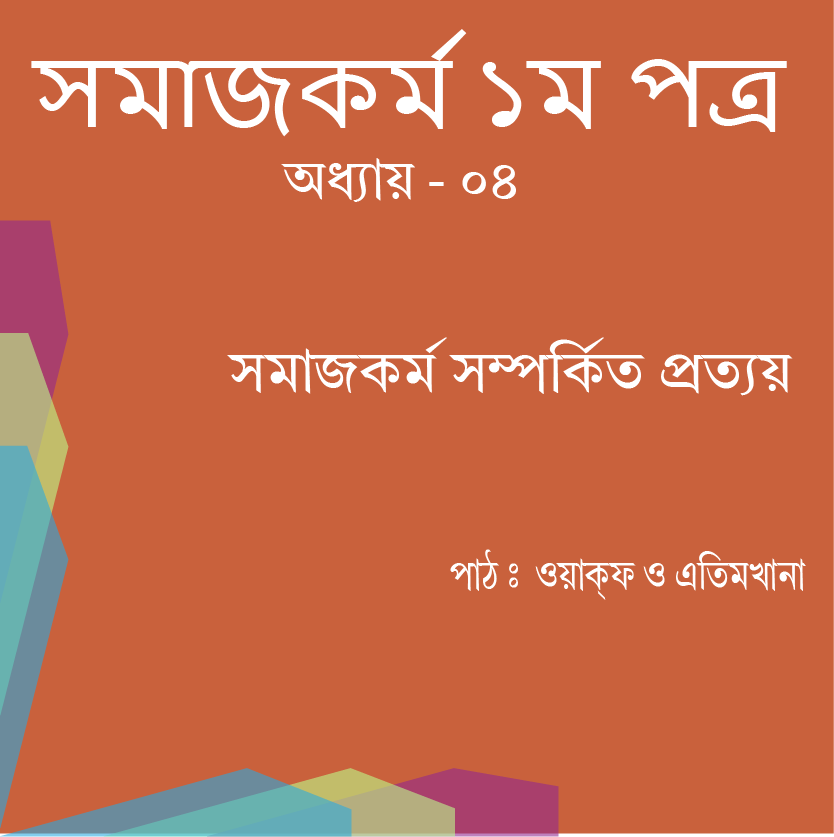 সমাজকর্ম ১ম পত্র
অধ্যায় - ০৪
সমাজকর্ম সম্পর্কিত প্রত্যয়
পাঠ ঃ ওয়াক্‌ফ ও এতিমখানা